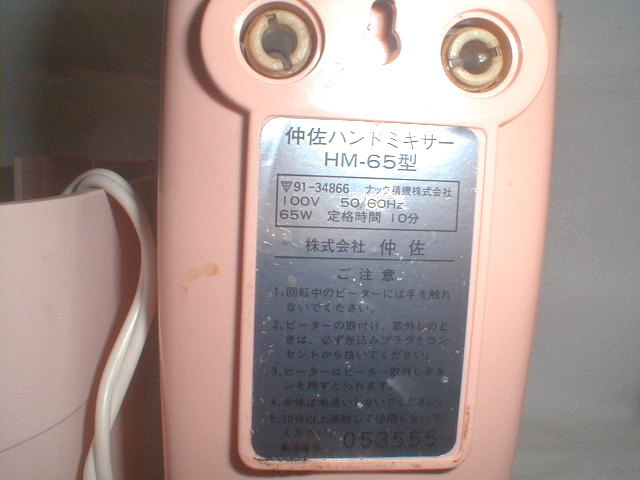 仲佐ハンドミキサー
HM-65型
91-34866 ナック精機株式会社
100V 50/60Hz
65W 定格時間 10分
株式会社 仲佐
ご注意
1.回転中のビーターには手を触れ
ないでください。
2.ビーターの取付け、取外しのと
きは、必ず差込みプラグをコン
セントから抜いてください。
3.ビーターはビーター取外しボタ
ンを押すと外れます。
4.本体は水洗いしないでください。
5.10分以上連続して使用しないで
ください。
製造番号 053555